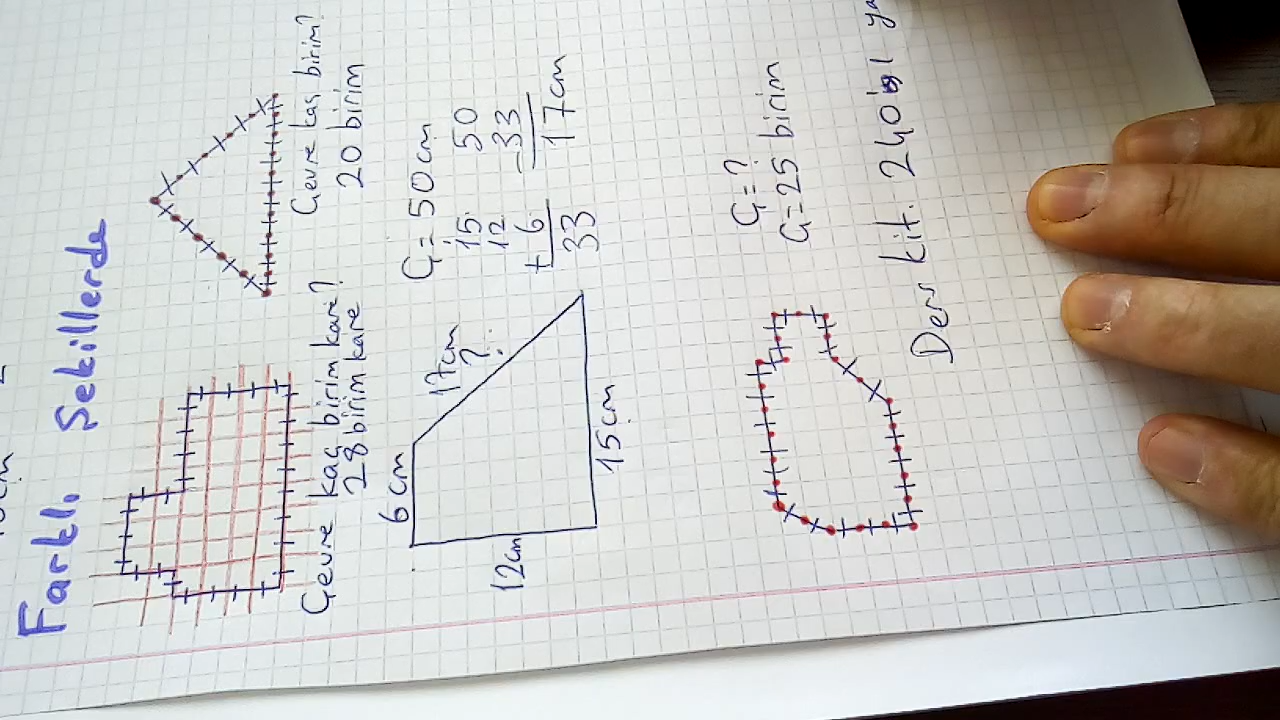 Farklı Şekillerde
Çevre kaç birim kare?
28 birim kare
Çevre kaç birim?
20 birim
6cm
17cm
?
12cm
15cm
Ç=50cm
15
12
+ 6
33
50
-33
17cm
Ç=?
Ç=25 birim
Ders kit. 240'ı